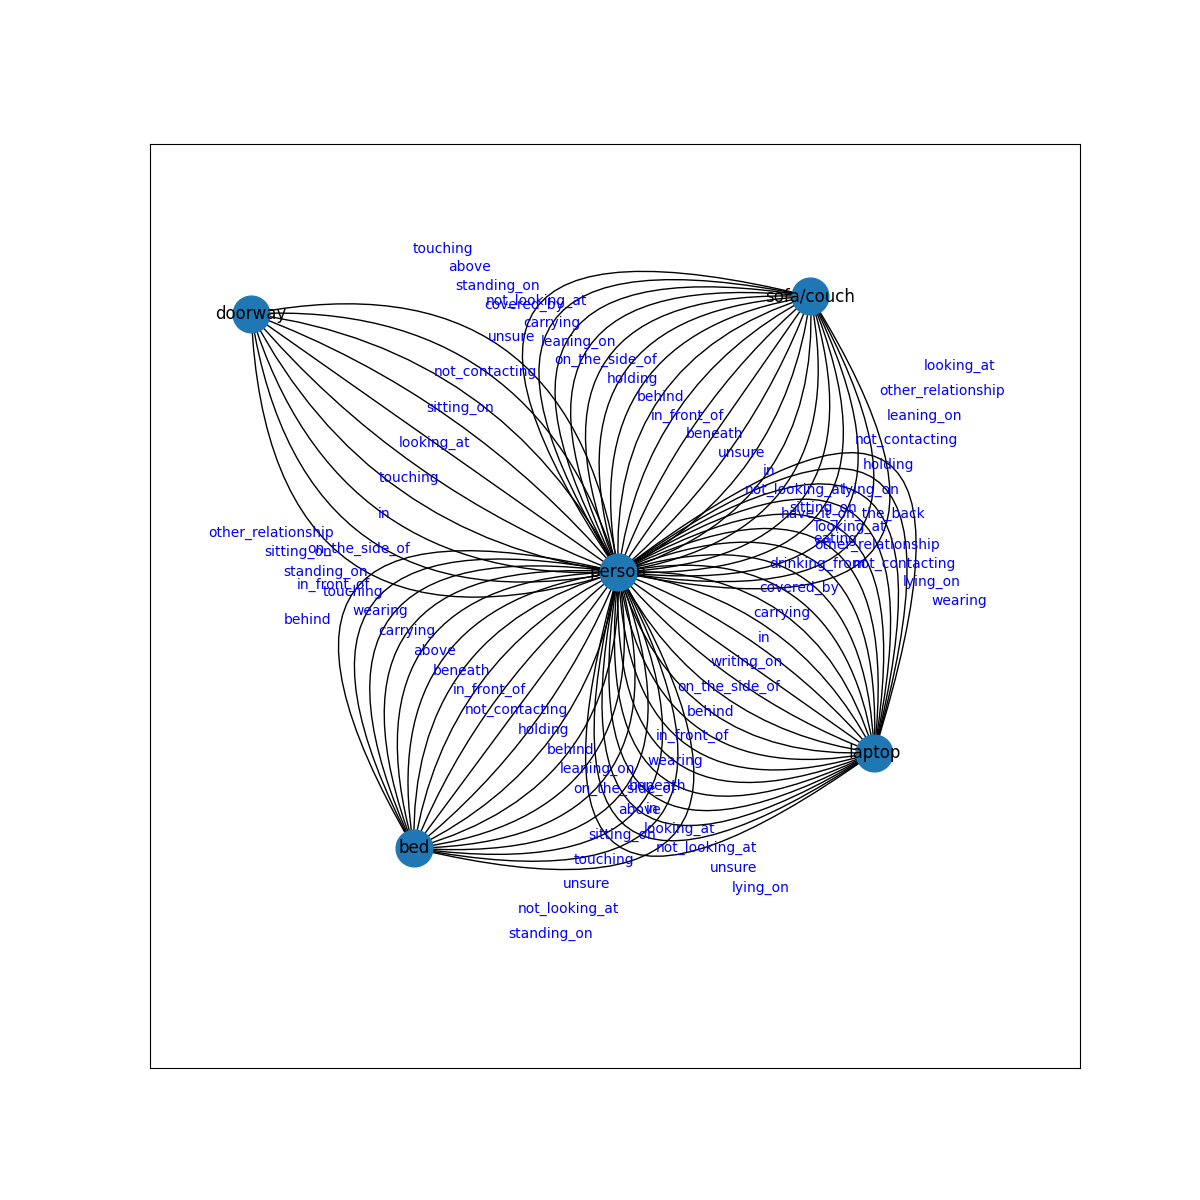 touching
above
standing_on
not_looking_at
covered_by
sofa/couch
doorway
carrying
unsure
leaning_on
on_the_side_of
looking_at
not_contacting
holding
other_relationship
behind
sitting_on
in_front_of
leaning_on
beneath
not_contacting
looking_at
unsure
holding
in
touching
not_looking_at
lying_on
sitting_on
in
have_it_on_the_back
looking_at
other_relationship
eating
other_relationship
sitting_on
on_the_side_of
drinking_from
not_contacting
standing_on
person
lying_on
in_front_of
touching
covered_by
wearing
wearing
carrying
behind
carrying
in
above
writing_on
beneath
on_the_side_of
in_front_of
not_contacting
behind
holding
in_front_of
behind
laptop
wearing
leaning_on
on_the_side_of
beneath
above
in
looking_at
sitting_on
bed
not_looking_at
touching
unsure
unsure
lying_on
not_looking_at
standing_on